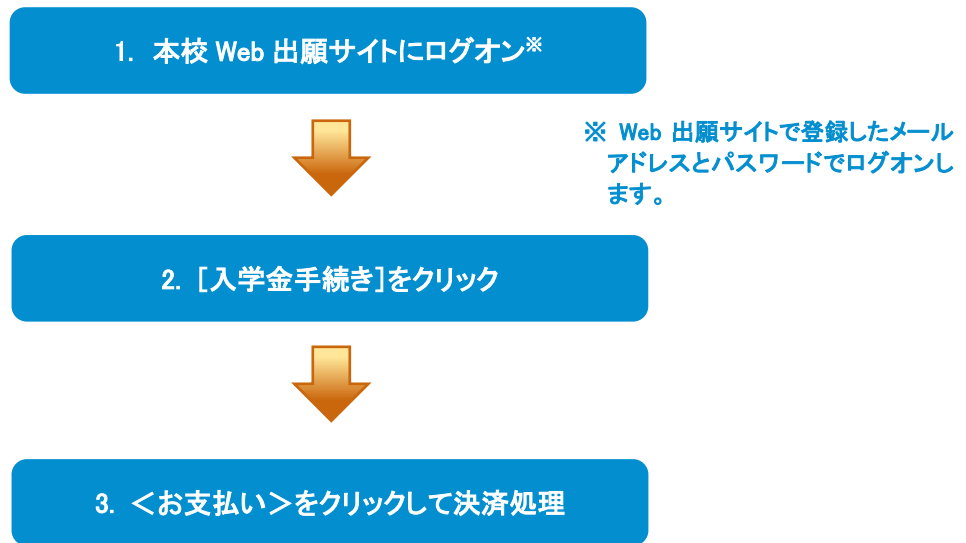 1. 本校 Web 出願サイトにログオン※
※ Web 出願サイトで登録したメール
アドレスとパスワードでログオンし
ます。
2. [入学金手続き]をクリック
3. <お支払い>をクリックして決済処理